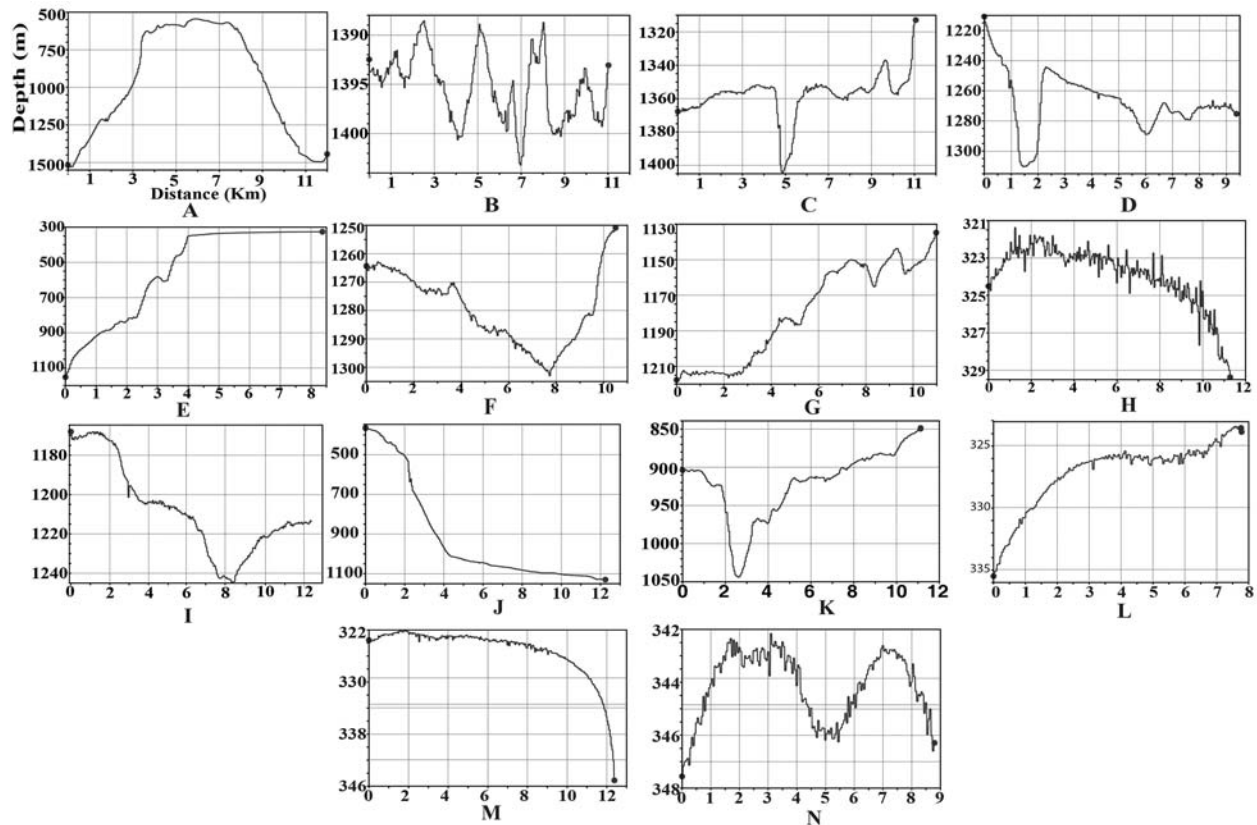 500
750
1000
1250
1500
Depth (m)
1 3 5 7 9 11
Distance (Km)
A
1390
1395
1400
1 3 5 7 9 11
B
1320
1340
1360
1380
1400
1 3 5 7 9 11
C
1220
1240
1260
1280
1300
0 1 2 3 4 5 6 7 8 9
D
300
500
700
900
1100
0 1 2 3 4 5 6 7 8
E
1250
1260
1270
1280
1290
1300
0 2 4 6 8 10
F
1130
1150
1170
1190
1210
0 2 4 6 8 10
G
321
323
325
327
329
0 2 4 6 8 10 12
H
1180
1200
1220
1240
0 2 4 6 8 10 12
I
500
700
900
1100
0 2 4 6 8 10 12
J
850
900
950
1000
1050
0 2 4 6 8 10 12
K
325
330
335
0 1 2 3 4 5 6 7 8
L
322
330
338
346
0 2 4 6 8 10 12
M
342
344
346
348
0 1 2 3 4 5 6 7 8 9
N